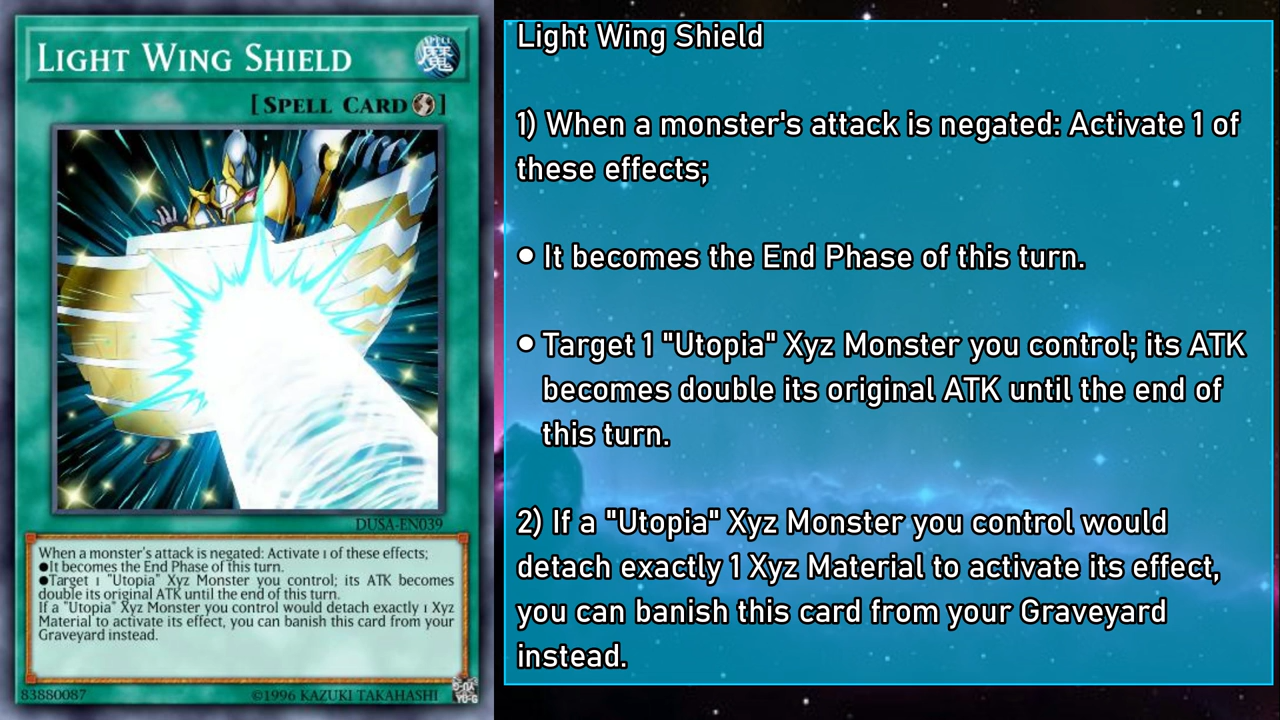 LIGHT WING SHIELD
SPELL
魔
[SPELL CARD]
DUSA-EN039
When a monster's attack is negated: Activate 1 of these effects;
●It becomes the End Phase of this turn.
●Target 1 "Utopia" Xyz Monster you control; its ATK becomes
double its original ATK until the end of this turn.
If a "Utopia" Xyz Monster you control would detach exactly 1 Xyz
Material to activate its effect, you can banish this card from your
Graveyard instead.
83880087
©1996 KAZUKI TAKAHASHI
Light Wing Shield
1) When a monster's attack is negated: Activate 1 of
these effects;
● It becomes the End Phase of this turn.
● Target 1 "Utopia" Xyz Monster you control; its ATK
becomes double its original ATK until the end of
this turn.
2) If a "Utopia" Xyz Monster you control would
detach exactly 1 Xyz Material to activate its effect,
you can banish this card from your Graveyard
instead.